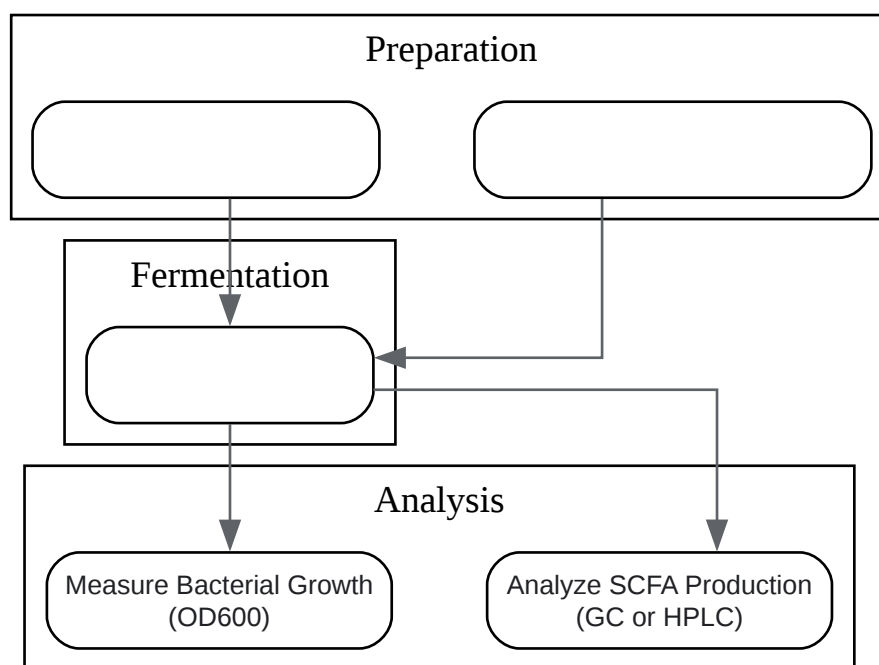 Preparation
Fermentation
Analysis
Measure Bacterial Growth
(OD600)
Analyze SCFA Production
(GC or HPLC)